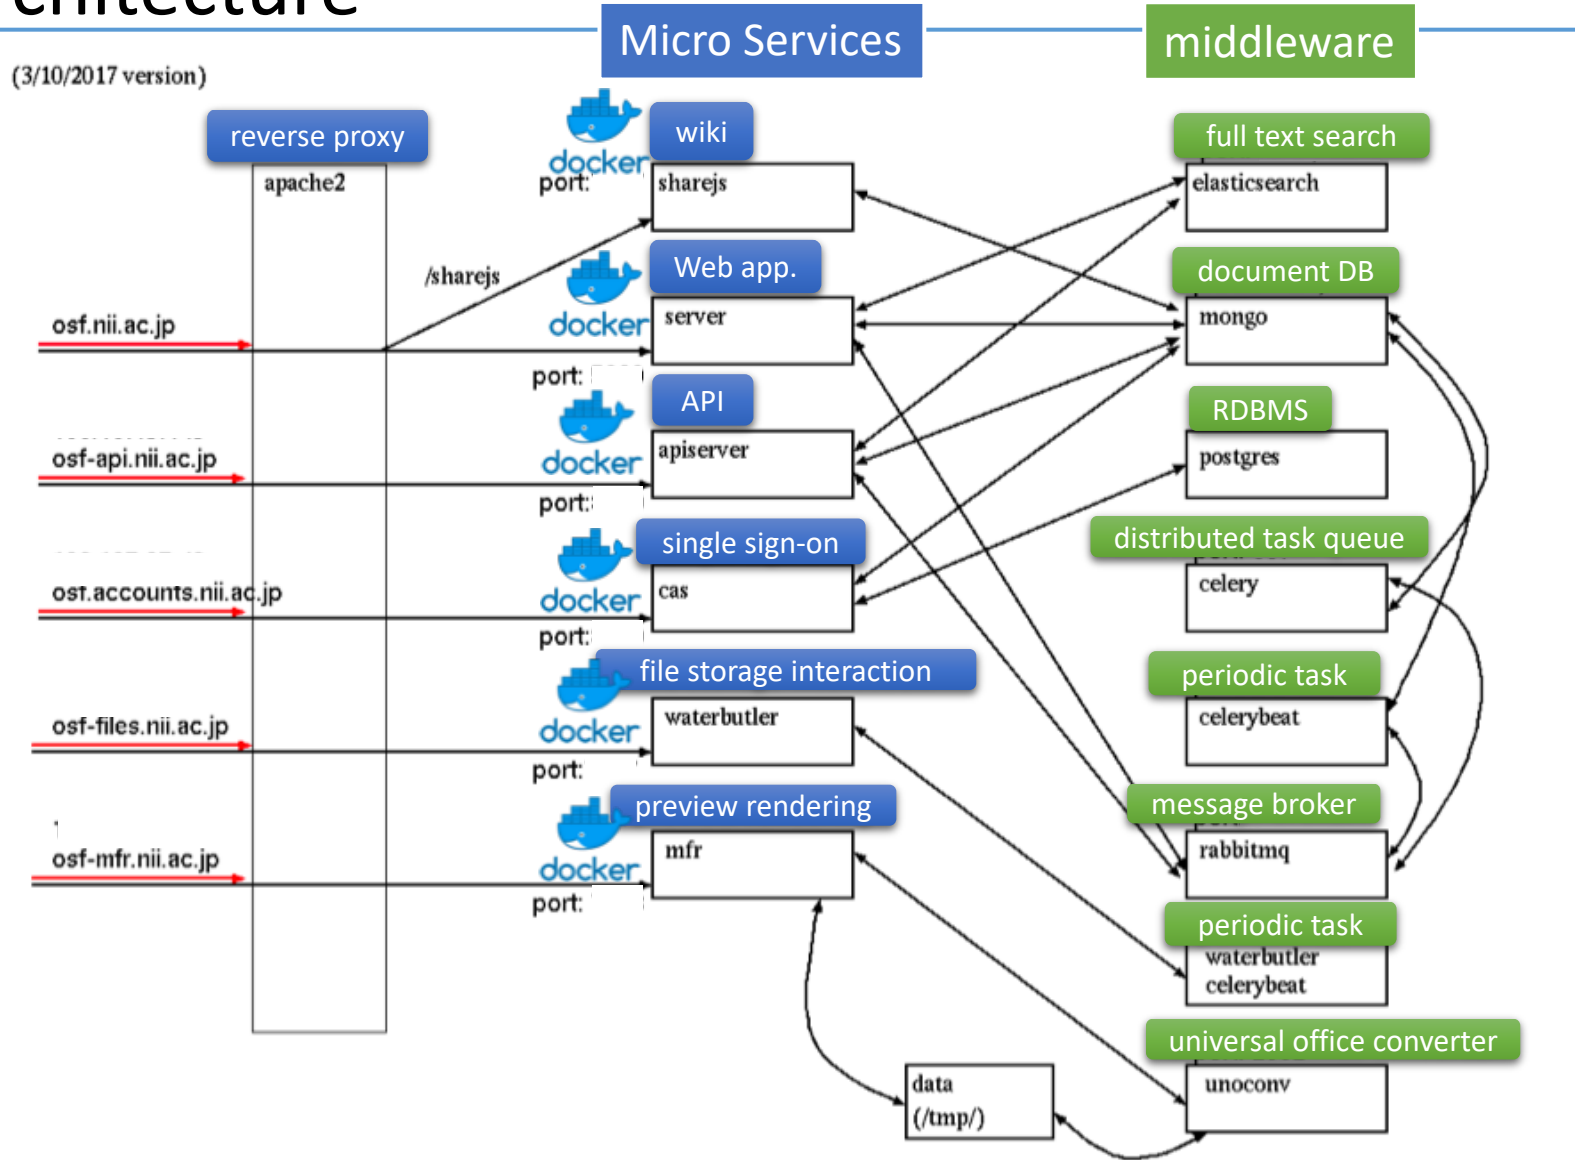 chitecture
Micro Services
middleware
(3/10/2017 version)
reverse proxy
apache2
docker
port:
wiki
sharejs
full text search
elasticsearch
/sharejs
osf.nii.ac.jp
docker
port:
Web app.
server
document DB
mongo
osf-api.nii.ac.jp
docker
port:
API
apiserver
RDBMS
postgres
osf.accounts.nii.ac.jp
docker
port:
single sign-on
cas
distributed task queue
celery
osf-files.nii.ac.jp
docker
port:
file storage interaction
waterbutler
periodic task
celerybeat
osf-mfr.nii.ac.jp
docker
port:
preview rendering
mfr
message broker
rabbitmq
periodic task
waterbutler
celerybeat
universal office converter
unoconv
data
(/tmp/)